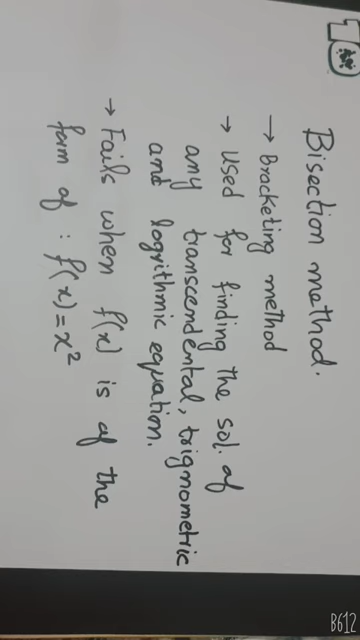 Bisection method.
→ Bracketing method
→ Used for finding the sol. of
any transcendental, trignometric
and logrithmic equation.
→ Fails when f(x) is of the
form of : f(x) = x²
B612